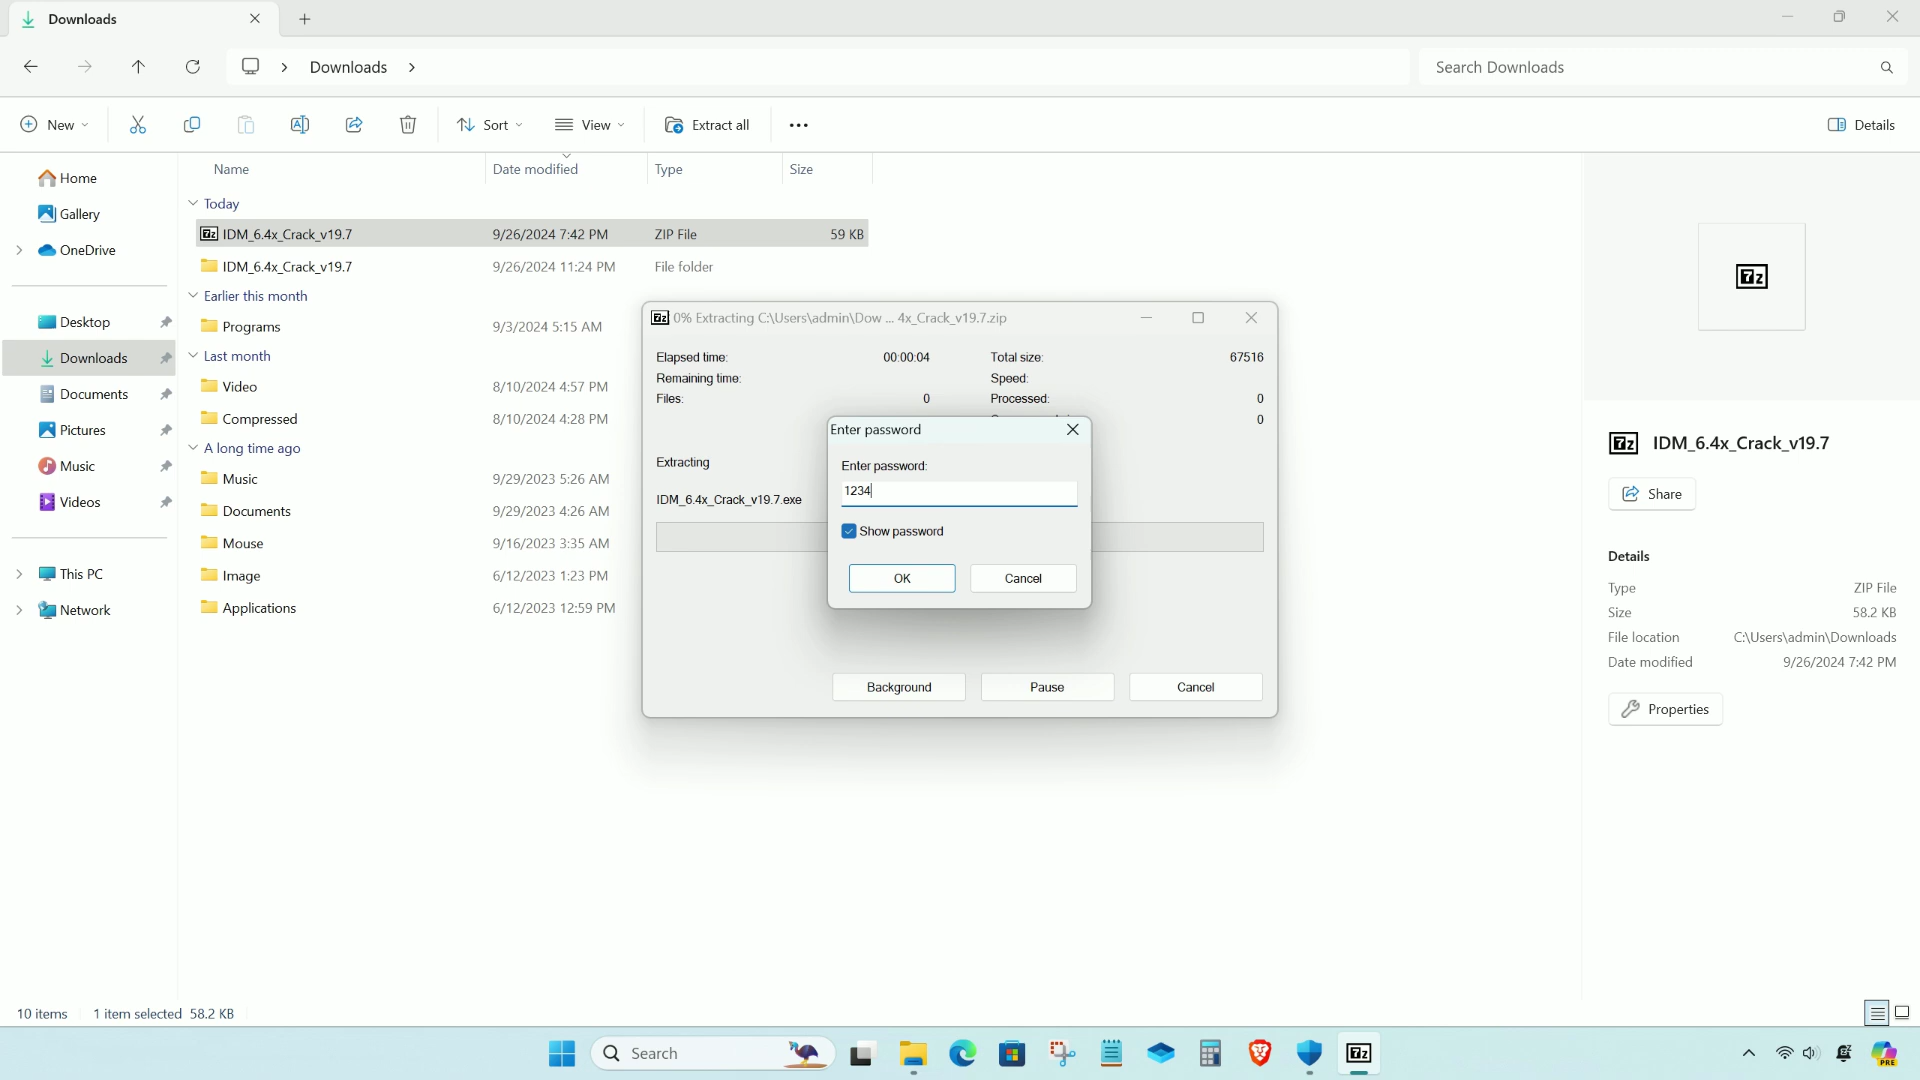 Downloads
Downloads
Search Downloads
New
Sort
View
Extract all
Details
Name
Date modified
Type
Size
Home
Gallery
OneDrive
Desktop
Downloads
Documents
Pictures
Music
Videos
This PC
Network
Today
IDM_6.4x_Crack_v19.7 9/26/2024 7:42 PM ZIP File 59 KB
IDM_6.4x_Crack_v19.7 9/26/2024 11:24 PM File folder
Earlier this month
Programs 9/3/2024 5:15 AM
Last month
Video 8/10/2024 4:57 PM
Compressed 8/10/2024 4:28 PM
A long time ago
Music 9/29/2023 5:26 AM
Documents 9/29/2023 4:26 AM
Mouse 9/16/2023 3:35 AM
Image 6/12/2023 1:23 PM
Applications 6/12/2023 12:59 PM
7z 0% Extracting C:\Users\admin\Dow ... 4x_Crack_v19.7.zip
Elapsed time: 00:00:04 Total size: 67516
Remaining time: Speed:
Files: 0 Processed: 0
0
Extracting
IDM_6.4x_Crack_v19.7.exe
Enter password
Enter password:
1234
Show password
OK Cancel
Background Pause Cancel
7z
7z IDM_6.4x_Crack_v19.7
Share
Details
Type ZIP File
Size 58.2 KB
File location C:\Users\admin\Downloads
Date modified 9/26/2024 7:42 PM
Properties
10 items 1 item selected 58.2 KB
Search
7z
PRE